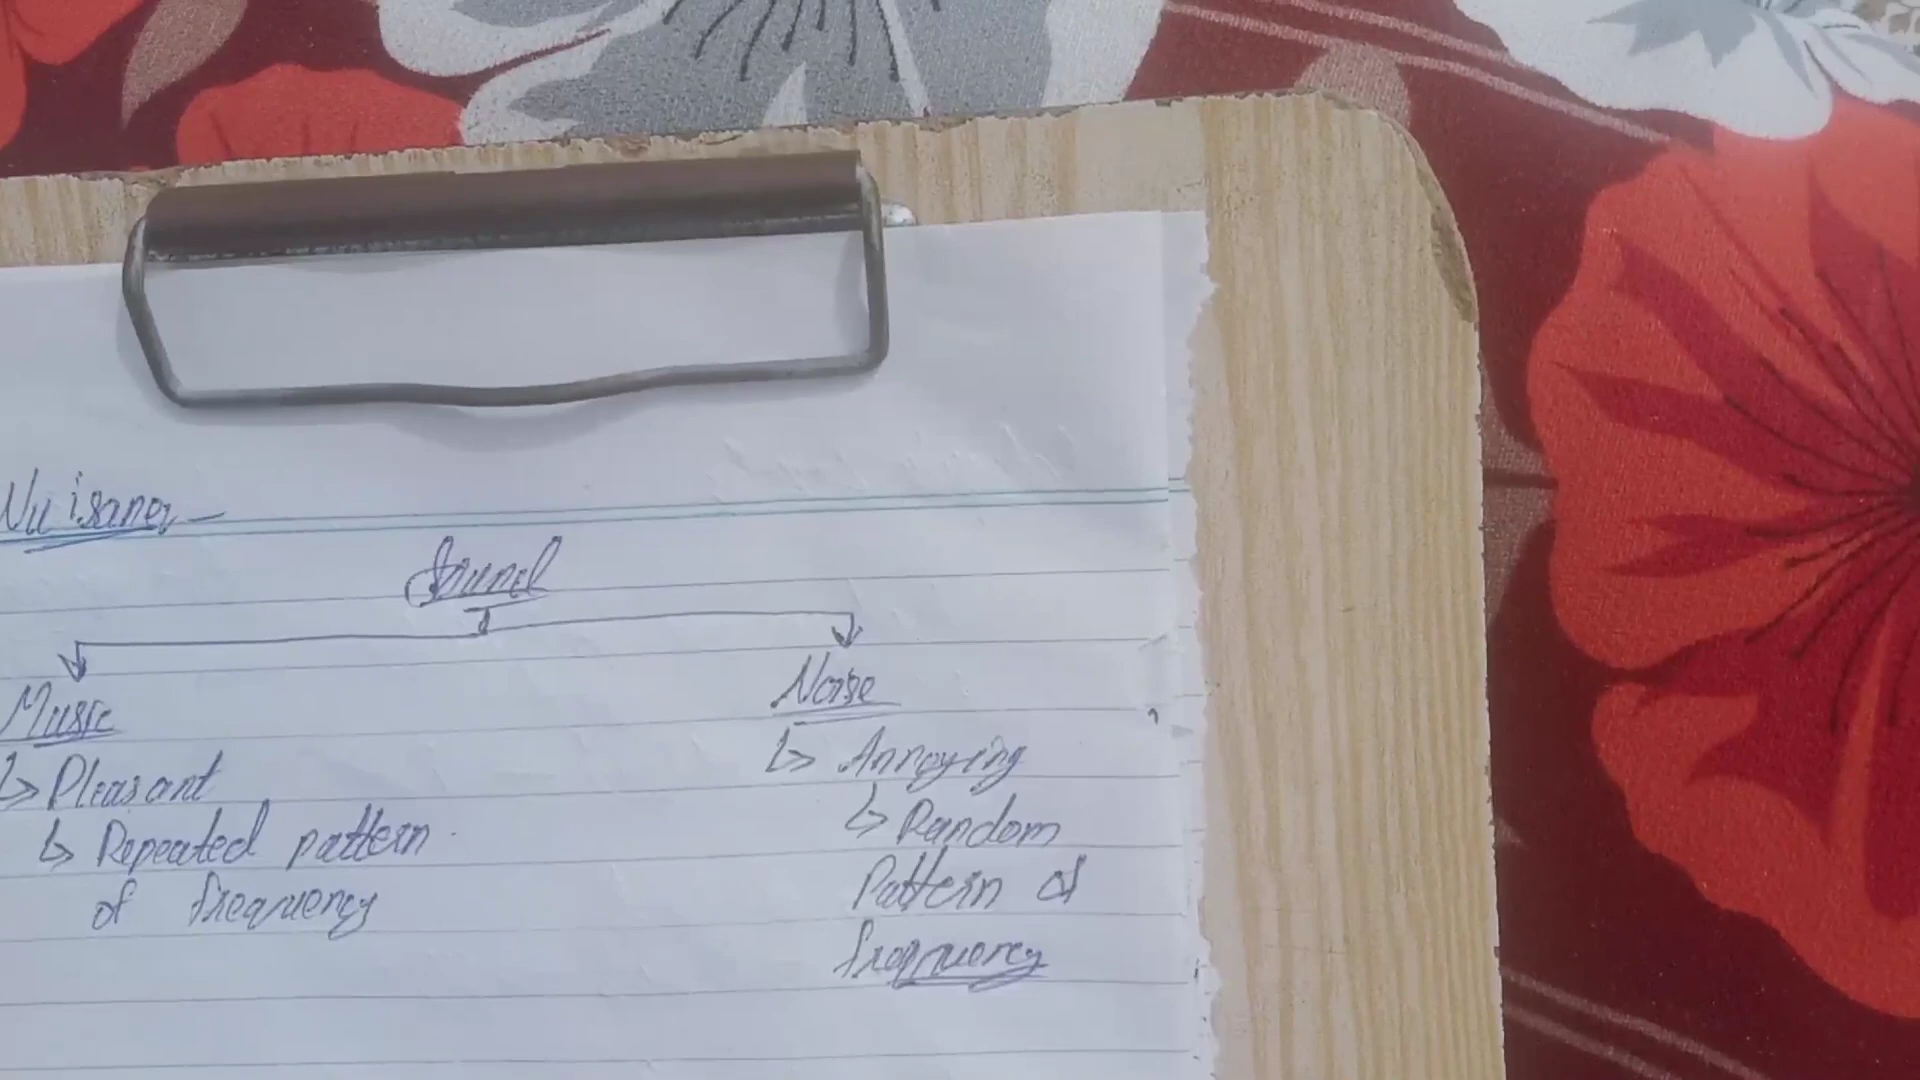 Nuisance
Sound
Music
Noise
↳ Pleasant
↳ Annoying
↳ Repeated pattern
of frequency
↳ Random
Pattern of
frequency